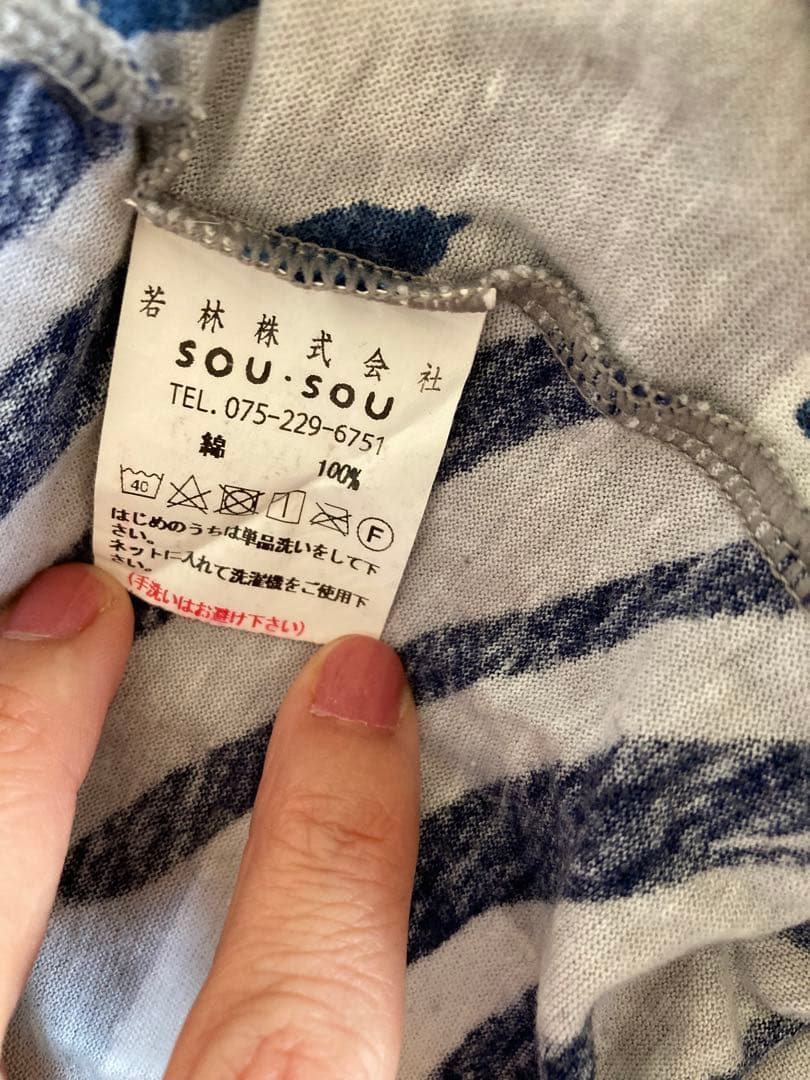 若林株式会社
SOU・SOU
TEL. 075-229-6751
綿 100%
40 F
はじめのうちは単品洗いをして下
さい。
ネットに入れて洗濯機をご使用下
さい。
(手洗いはお避け下さい)